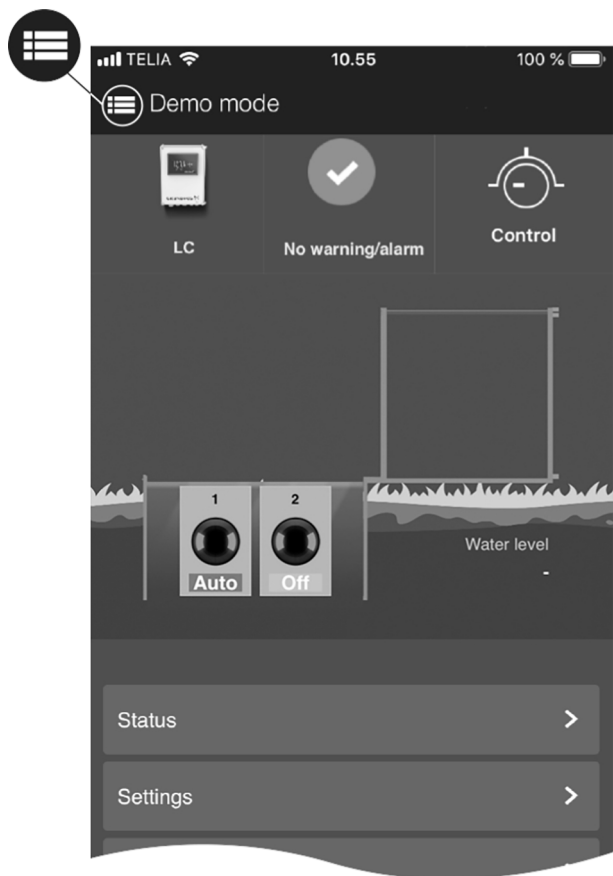 TELIA 10.55 100 %
Demo mode
LC
No warning/alarm
Control
1 2
Auto Off
Water level
-
Status
Settings